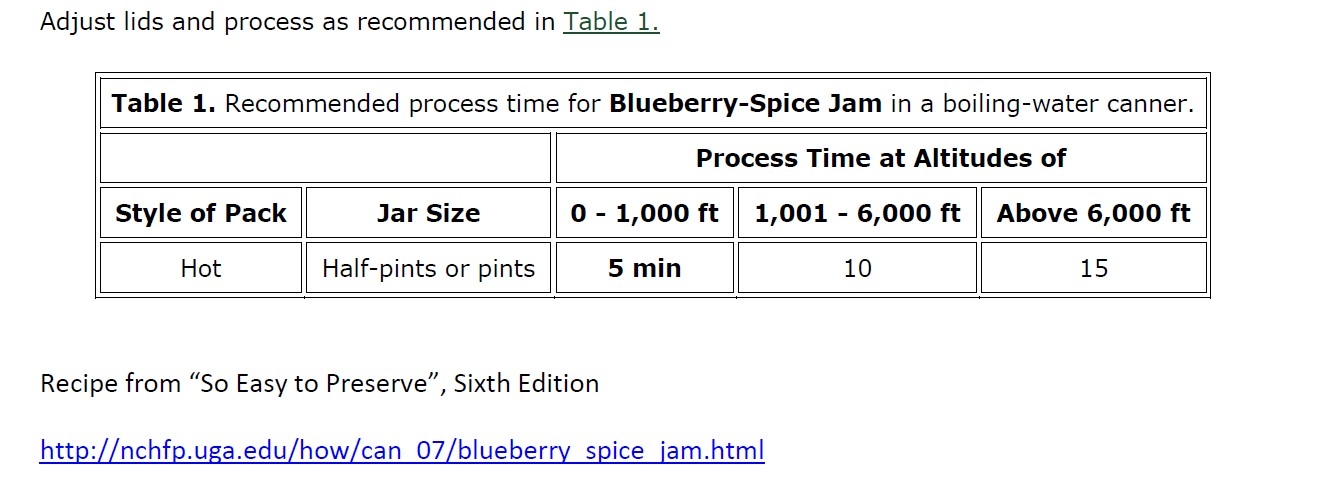 Adjust lids and process as recommended in Table 1.
Table 1. Recommended process time for Blueberry-Spice Jam in a boiling-water canner.
Process Time at Altitudes of
Style of Pack Jar Size 0 - 1,000 ft 1,001 - 6,000 ft Above 6,000 ft
Hot Half-pints or pints 5 min 10 15
Recipe from “So Easy to Preserve”, Sixth Edition
http://nchfp.uga.edu/how/can_07/blueberry_spice_jam.html